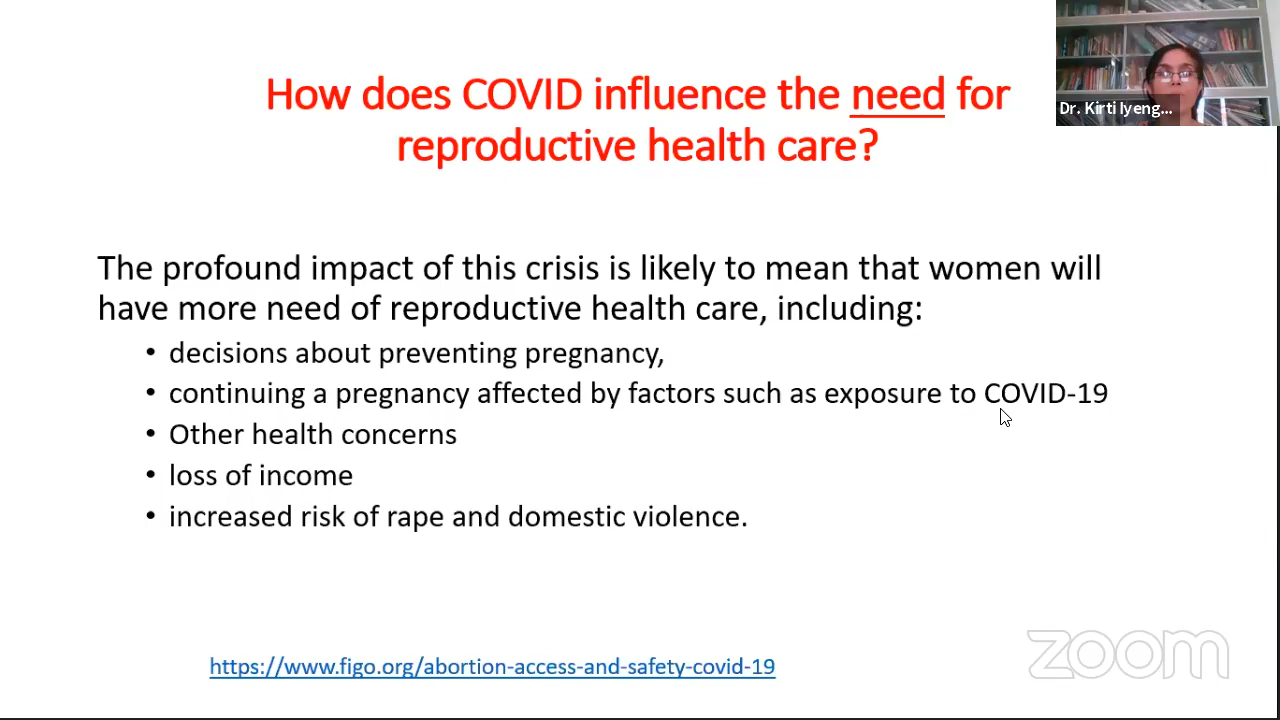 How does COVID influence the need for
reproductive health care?
Dr. Kirti Iyeng...
The profound impact of this crisis is likely to mean that women will
have more need of reproductive health care, including:
• decisions about preventing pregnancy,
• continuing a pregnancy affected by factors such as exposure to COVID-19
• Other health concerns
• loss of income
• increased risk of rape and domestic violence.
https://www.figo.org/abortion-access-and-safety-covid-19
zoom